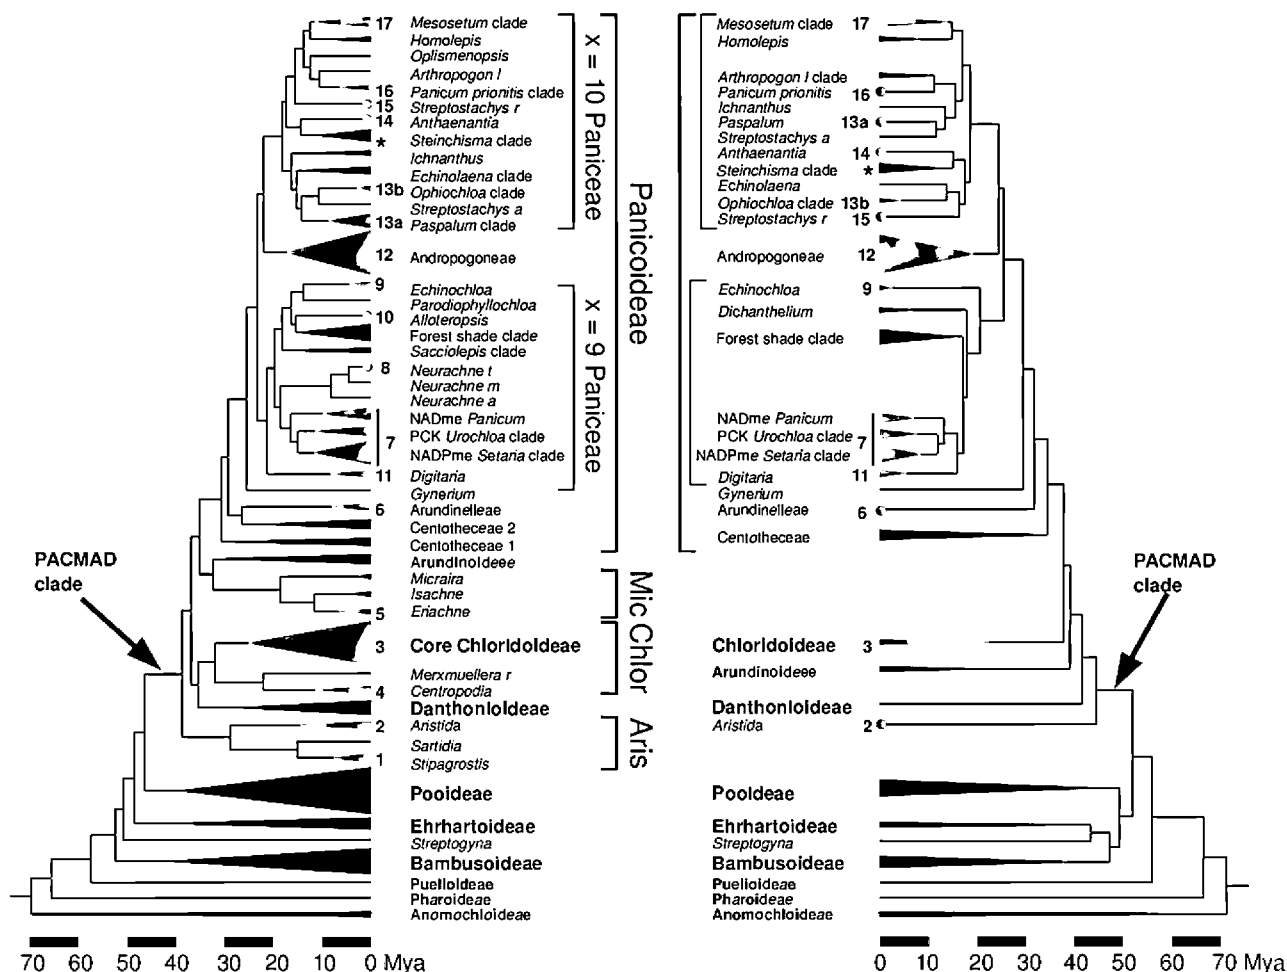 17 Mesosetum clade
Homolepis
Oplismenopsis
Arthropogon l
16 Panicum prionitis clade
15 Streptostachys r
14 Anthaenantia
* Steinchisma clade
Ichnanthus
Echinolaena clade
13b Ophiochloa clade
Streptostachys a
13a Paspalum clade
12 Andropogoneae
9 Echinochloa
Parodiophyllochloa
10 Alloteropsis
Forest shade clade
Sacciolepis clade
8 Neurachne t
Neurachne m
Neurachne a
NADme Panicum
7 PCK Urochloa clade
NADPme Setaria clade
11 Digitaria
Gynerium
6 Arundinelleae
Centotheceae 2
Centotheceae 1
Arundinoideee
Micraira
Isachne
5 Eriachne
3 Core Chloridoideae
Merxmuellera r
4 Centropodia
Danthonioideae
2 Aristida
Sartidia
1 Stipagrostis
Pooideae
Ehrhartoideae
Streptogyna
Bambusoideae
Puelioideae
Pharoideae
Anomochloideae
PACMAD
clade
70 60 50 40 30 20 10 0 Mya
x = 10 Paniceae
x = 9 Paniceae
Panicoideae
Mic
Chlor
Aris
Mesosetum clade 17
Homolepis
Arthropogon l clade
Panicum prionitis 16
Ichnanthus
Paspalum 13a
Streptostachys a
Anthaenantia 14
Steinchisma clade *
Echinolaena
Ophiochloa clade 13b
Streptostachys r 15
Andropogoneae 12
Echinochloa 9
Dichanthelium
Forest shade clade
NADme Panicum
PCK Urochloa clade 7
NADPme Setaria clade
Digitaria 11
Gynerium
Arundinelleae 6
Centotheceae
Chloridoideae 3
Arundinoideee
Danthonioideae
Aristida 2
Pooideae
Ehrhartoideae
Streptogyna
Bambusoideae
Puelioideae
Pharoideae
Anomochloideae
PACMAD
clade
0 10 20 30 40 50 60 70 Mya